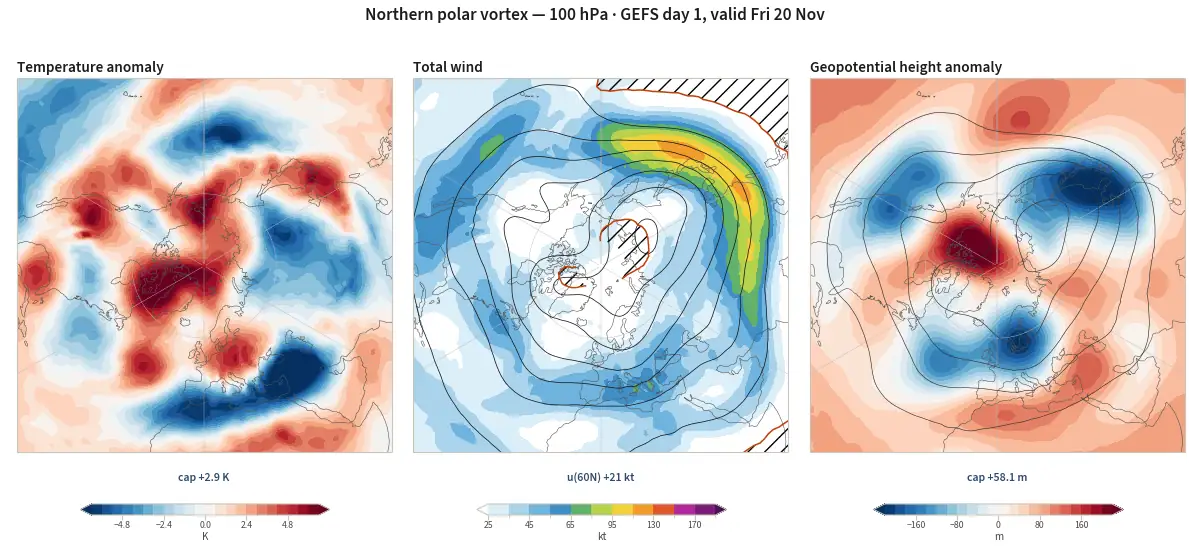 Northern polar vortex — 100 hPa · GEFS day 1, valid Fri 20 Nov
Temperature anomaly
Total wind
Geopotential height anomaly
cap +2.9 K
u(60N) +21 kt
cap +58.1 m
−4.8 −2.4 0.0 2.4 4.8
K
25 45 65 95 130 170
kt
−160 −80 0 80 160
m